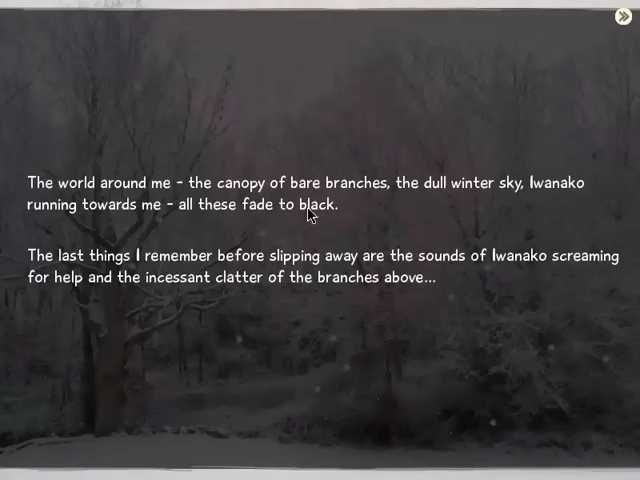 The world around me - the canopy of bare branches, the dull winter sky, Iwanako
running towards me - all these fade to black.
The last things I remember before slipping away are the sounds of Iwanako screaming
for help and the incessant clatter of the branches above...